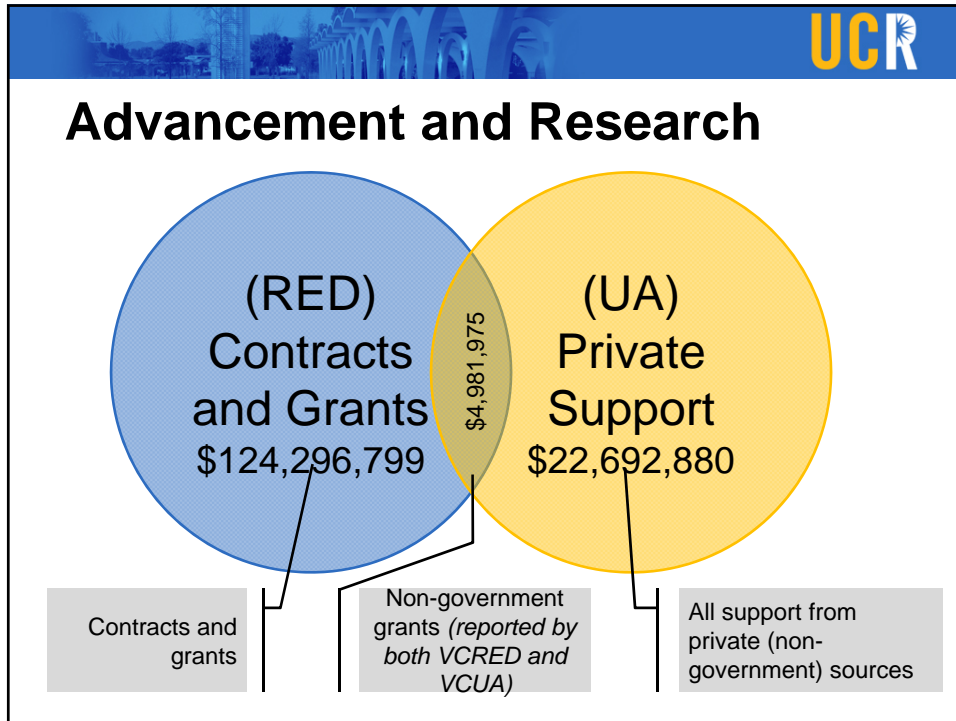 UCR
Advancement and Research
(RED)
Contracts
and Grants
$124,296,799
$4,981,975
(UA)
Private
Support
$22,692,880
Contracts and
grants
Non-government
grants (reported by
both VCRED and
VCUA)
All support from
private (non-
government) sources